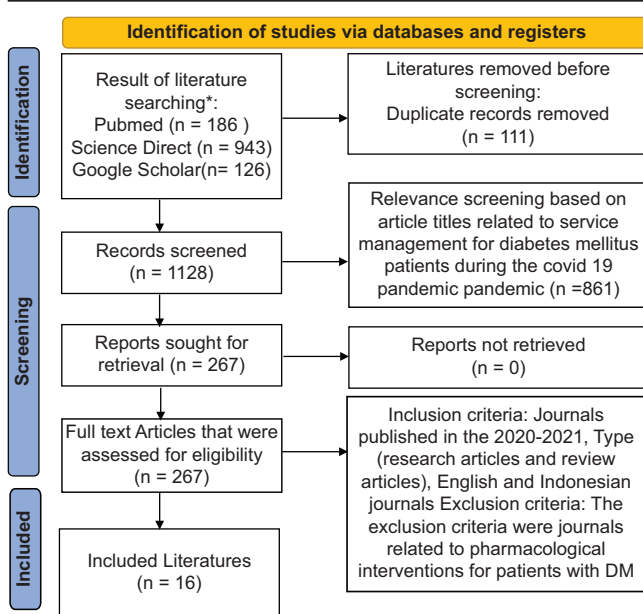 Identification of studies via databases and registers
Identification
Result of literature
searching*:
Pubmed (n = 186 )
Science Direct (n = 943)
Google Scholar(n= 126)
Literatures removed before
screening:
Duplicate records removed
(n = 111)
Screening
Records screened
(n = 1128)
Relevance screening based on
article titles related to service
management for diabetes mellitus
patients during the covid 19
pandemic pandemic (n =861)
Reports sought for
retrieval (n = 267)
Reports not retrieved
(n = 0)
Full text Articles that were
assessed for eligibility
(n = 267)
Inclusion criteria: Journals
published in the 2020-2021, Type
(research articles and review
articles), English and Indonesian
journals Exclusion criteria: The
exclusion criteria were journals
related to pharmacological
interventions for patients with DM
Included
Included Literatures
(n = 16)